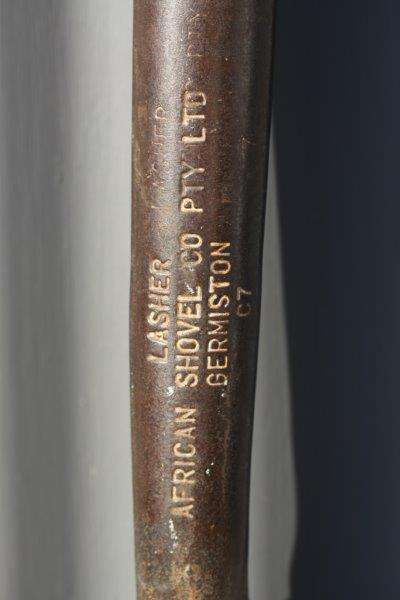 LASHER
AFRICAN SHOVEL CO PTY LTD
GERMISTON
C7